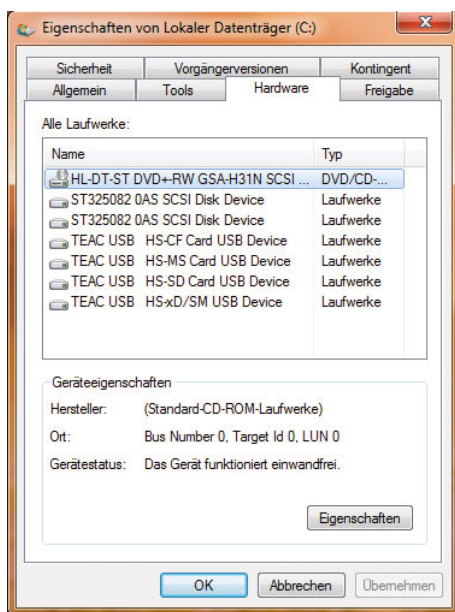 Eigenschaften von Lokaler Datenträger (C:)
Sicherheit Vorgängerversionen Kontingent
Allgemein Tools Hardware Freigabe
Alle Laufwerke:
Name Typ
HL-DT-ST DVD+-RW GSA-H31N SCSI ... DVD/CD-...
ST325082 0AS SCSI Disk Device Laufwerke
ST325082 0AS SCSI Disk Device Laufwerke
TEAC USB HS-CF Card USB Device Laufwerke
TEAC USB HS-MS Card USB Device Laufwerke
TEAC USB HS-SD Card USB Device Laufwerke
TEAC USB HS-xD/SM USB Device Laufwerke
Geräteeigenschaften
Hersteller: (Standard-CD-ROM-Laufwerke)
Ort: Bus Number 0, Target Id 0, LUN 0
Gerätestatus: Das Gerät funktioniert einwandfrei.
Eigenschaften
OK Abbrechen Übernehmen